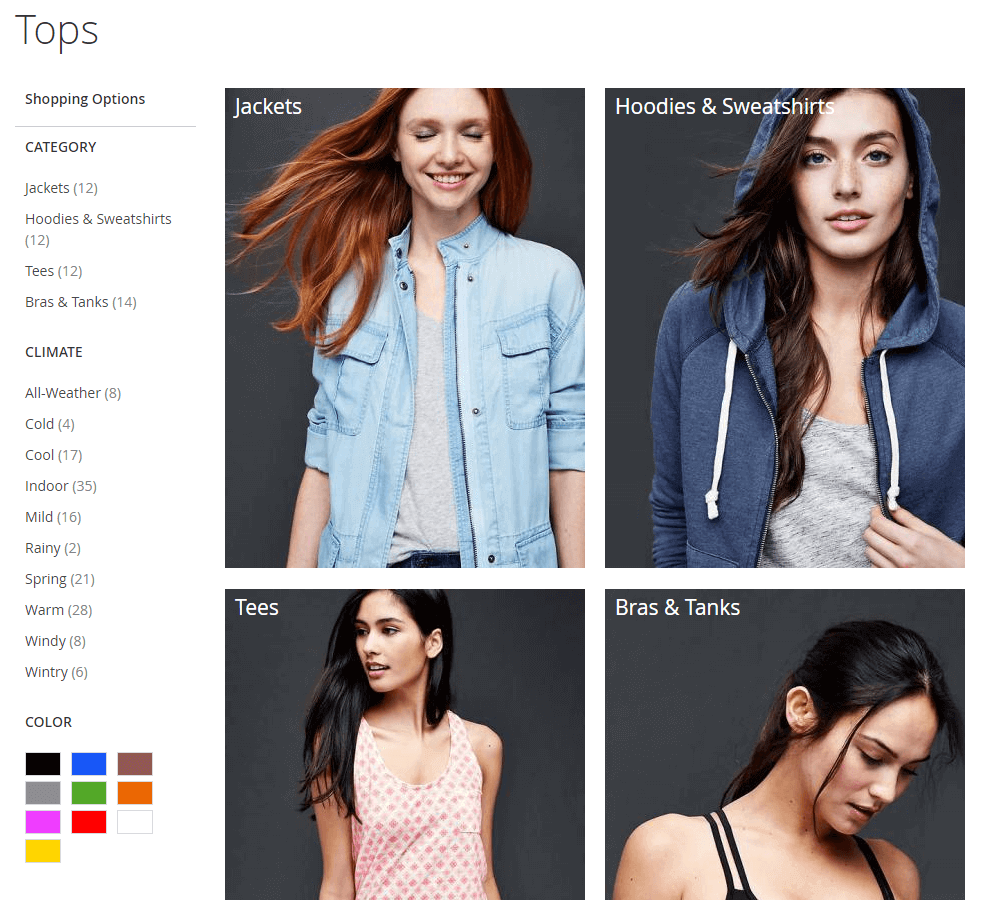 Tops
Shopping Options
CATEGORY
Jackets (12)
Hoodies & Sweatshirts
(12)
Tees (12)
Bras & Tanks (14)
CLIMATE
All-Weather (8)
Cold (4)
Cool (17)
Indoor (35)
Mild (16)
Rainy (2)
Spring (21)
Warm (28)
Windy (8)
Wintry (6)
COLOR
Jackets
Hoodies & Sweatshirts
Tees
Bras & Tanks